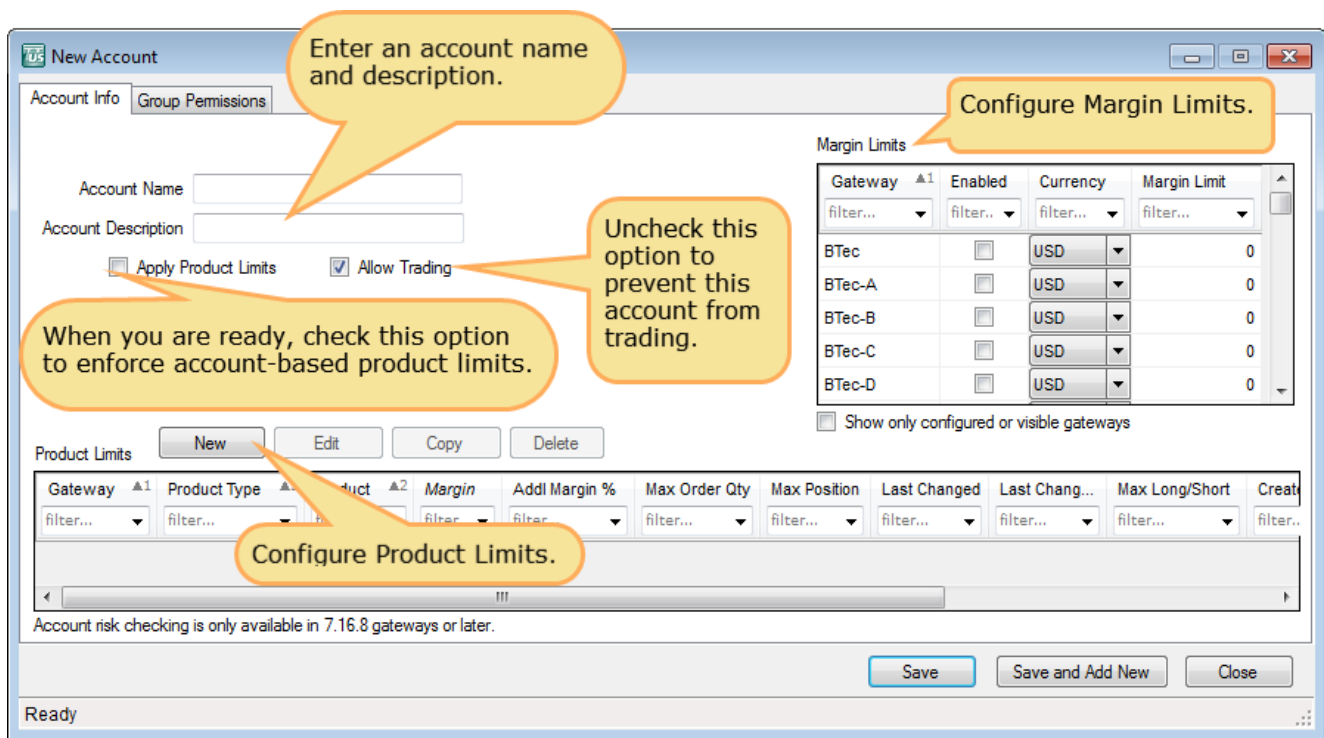 TUS New Account
Enter an account name
and description.
Account Info Group Permissions
Configure Margin Limits.
Margin Limits
Gateway 1 Enabled Currency Margin Limit
filter... filter.. filter... filter...
BTec USD 0
BTec-A USD 0
BTec-B USD 0
BTec-C USD 0
BTec-D USD 0
Show only configured or visible gateways
Account Name
Account Description
Apply Product Limits Allow Trading
Uncheck this
option to
prevent this
account from
trading.
When you are ready, check this option
to enforce account-based product limits.
Product Limits New Edit Copy Delete
Gateway 1 Product Type 2 Margin Addl Margin % Max Order Qty Max Position Last Changed Last Chang... Max Long/Short Create
filter... filter... filter filter... filter... filter... filter... filter... filter... filter..
Configure Product Limits.
Account risk checking is only available in 7.16.8 gateways or later.
Save Save and Add New Close
Ready